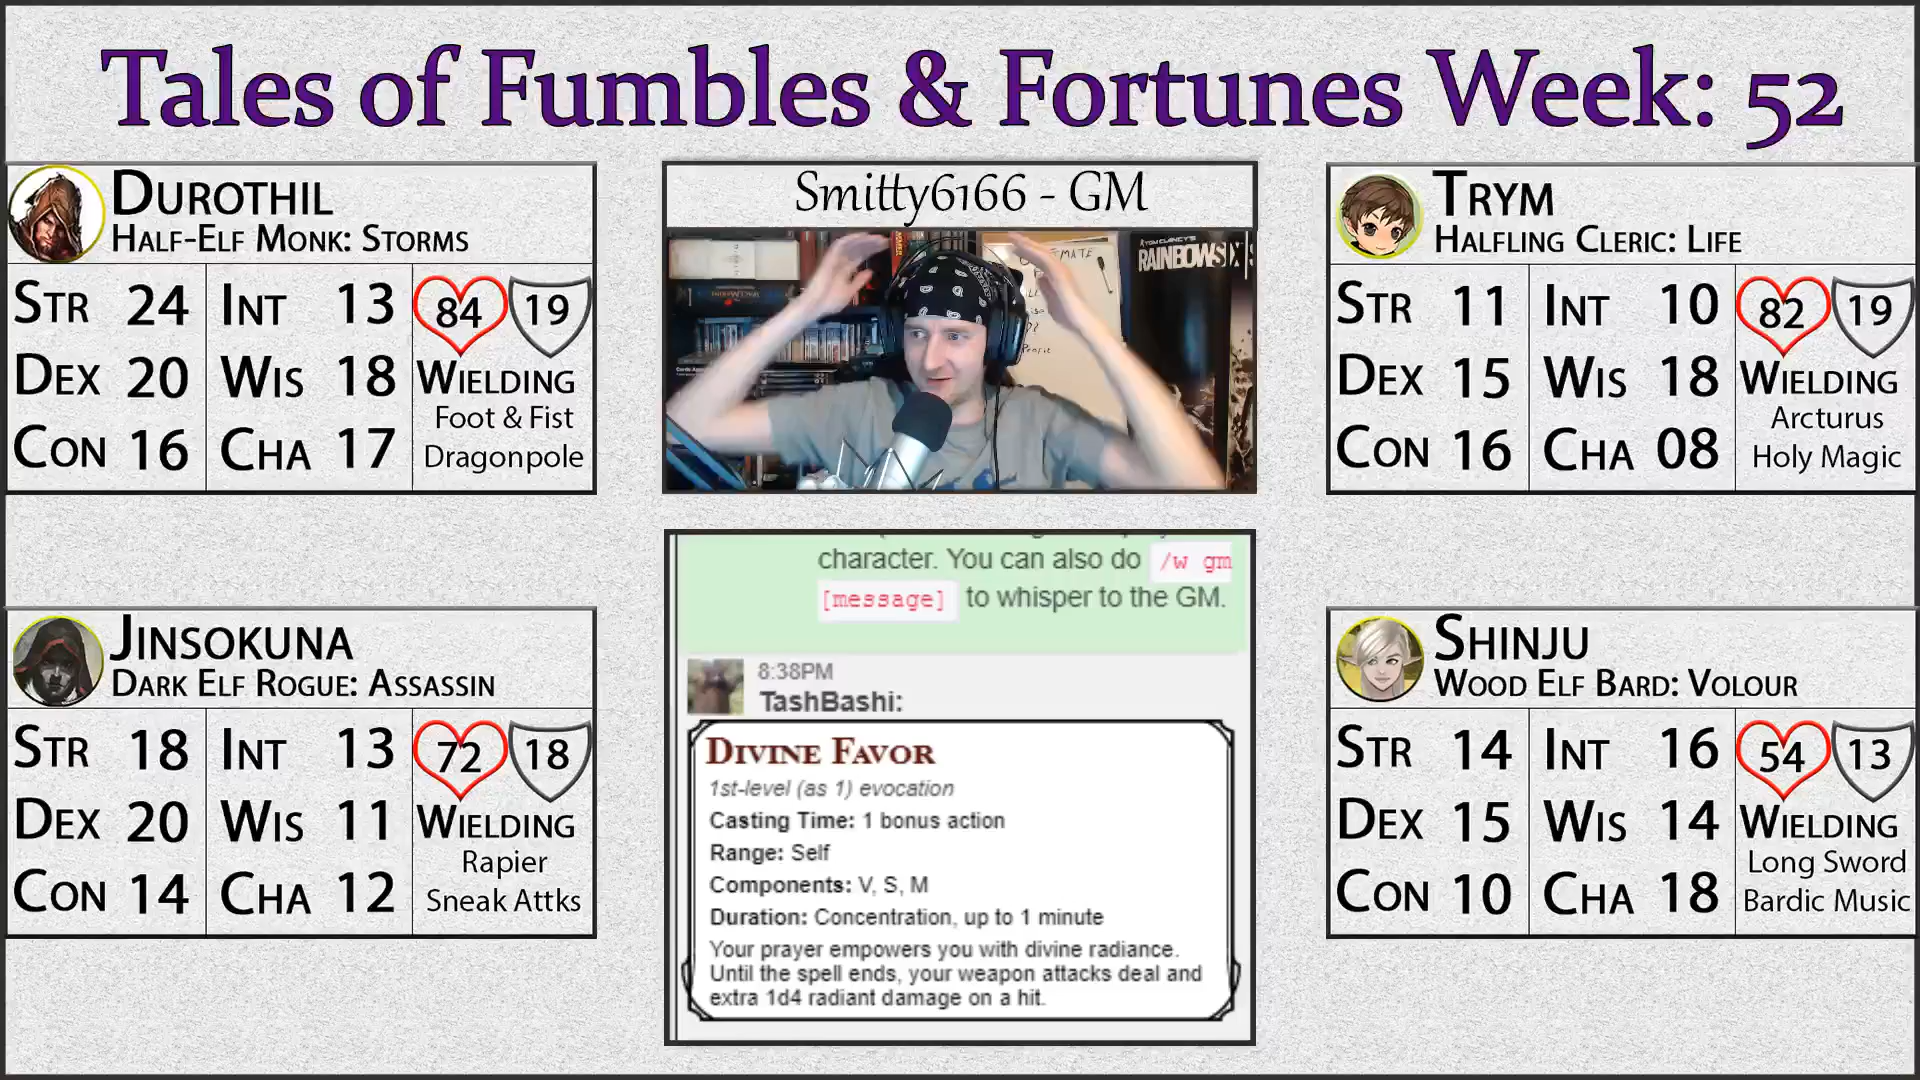 Tales of Fumbles & Fortunes Week: 52
Durothil
Half-Elf Monk: Storms
Str 24
Int 13
84
19
Dex 20
Wis 18
Wielding
Foot & Fist
Con 16
Cha 17
Dragonpole
Smitty6166 - GM
TOM CLANCY'S
RAINBOW SIX
Trym
Halfling Cleric: Life
Str 11
Int 10
82
19
Dex 15
Wis 18
Wielding
Arcturus
Con 16
Cha 08
Holy Magic
Jinsokuna
Dark Elf Rogue: Assassin
Str 18
Int 13
72
18
Dex 20
Wis 11
Wielding
Rapier
Con 14
Cha 12
Sneak Attks
character. You can also do /w gm
[message] to whisper to the GM.
8:38PM
TashBashi:
Divine Favor
1st-level (as 1) evocation
Casting Time: 1 bonus action
Range: Self
Components: V, S, M
Duration: Concentration, up to 1 minute
Your prayer empowers you with divine radiance.
Until the spell ends, your weapon attacks deal and
extra 1d4 radiant damage on a hit.
Shinju
Wood Elf Bard: Volour
Str 14
Int 16
54
13
Dex 15
Wis 14
Wielding
Long Sword
Con 10
Cha 18
Bardic Music